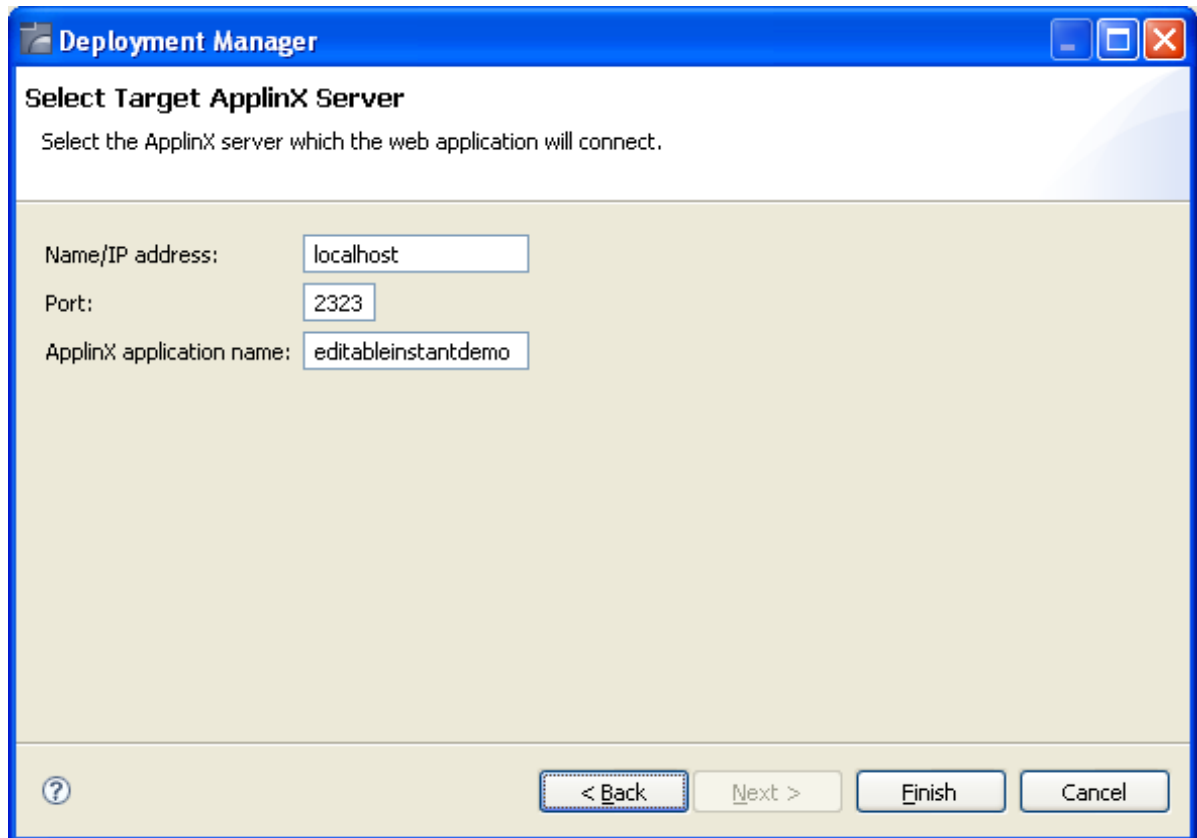 Deployment Manager
Select Target ApplinX Server
Select the ApplinX server which the web application will connect.
Name/IP address: localhost
Port: 2323
ApplinX application name: editableinstantdemo
? < Back Next > Finish Cancel